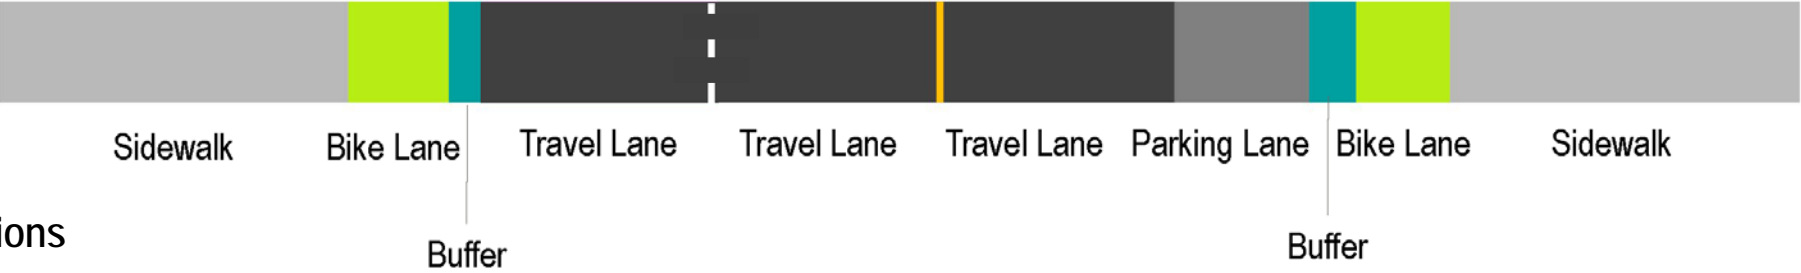 Sidewalk
Bike Lane
Travel Lane
Travel Lane
Travel Lane
Parking Lane
Bike Lane
Sidewalk
ions
Buffer
Buffer